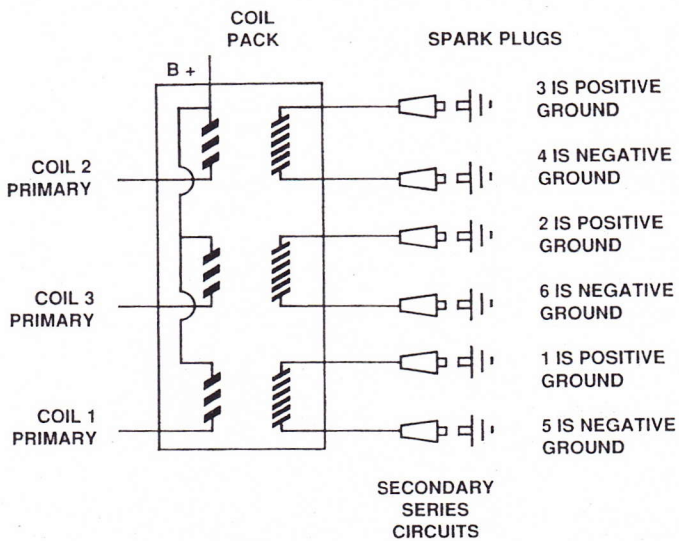 COIL
PACK
SPARK PLUGS
B +
3 IS POSITIVE
GROUND
COIL 2
PRIMARY
4 IS NEGATIVE
GROUND
2 IS POSITIVE
GROUND
COIL 3
PRIMARY
6 IS NEGATIVE
GROUND
1 IS POSITIVE
GROUND
COIL 1
PRIMARY
5 IS NEGATIVE
GROUND
SECONDARY
SERIES
CIRCUITS